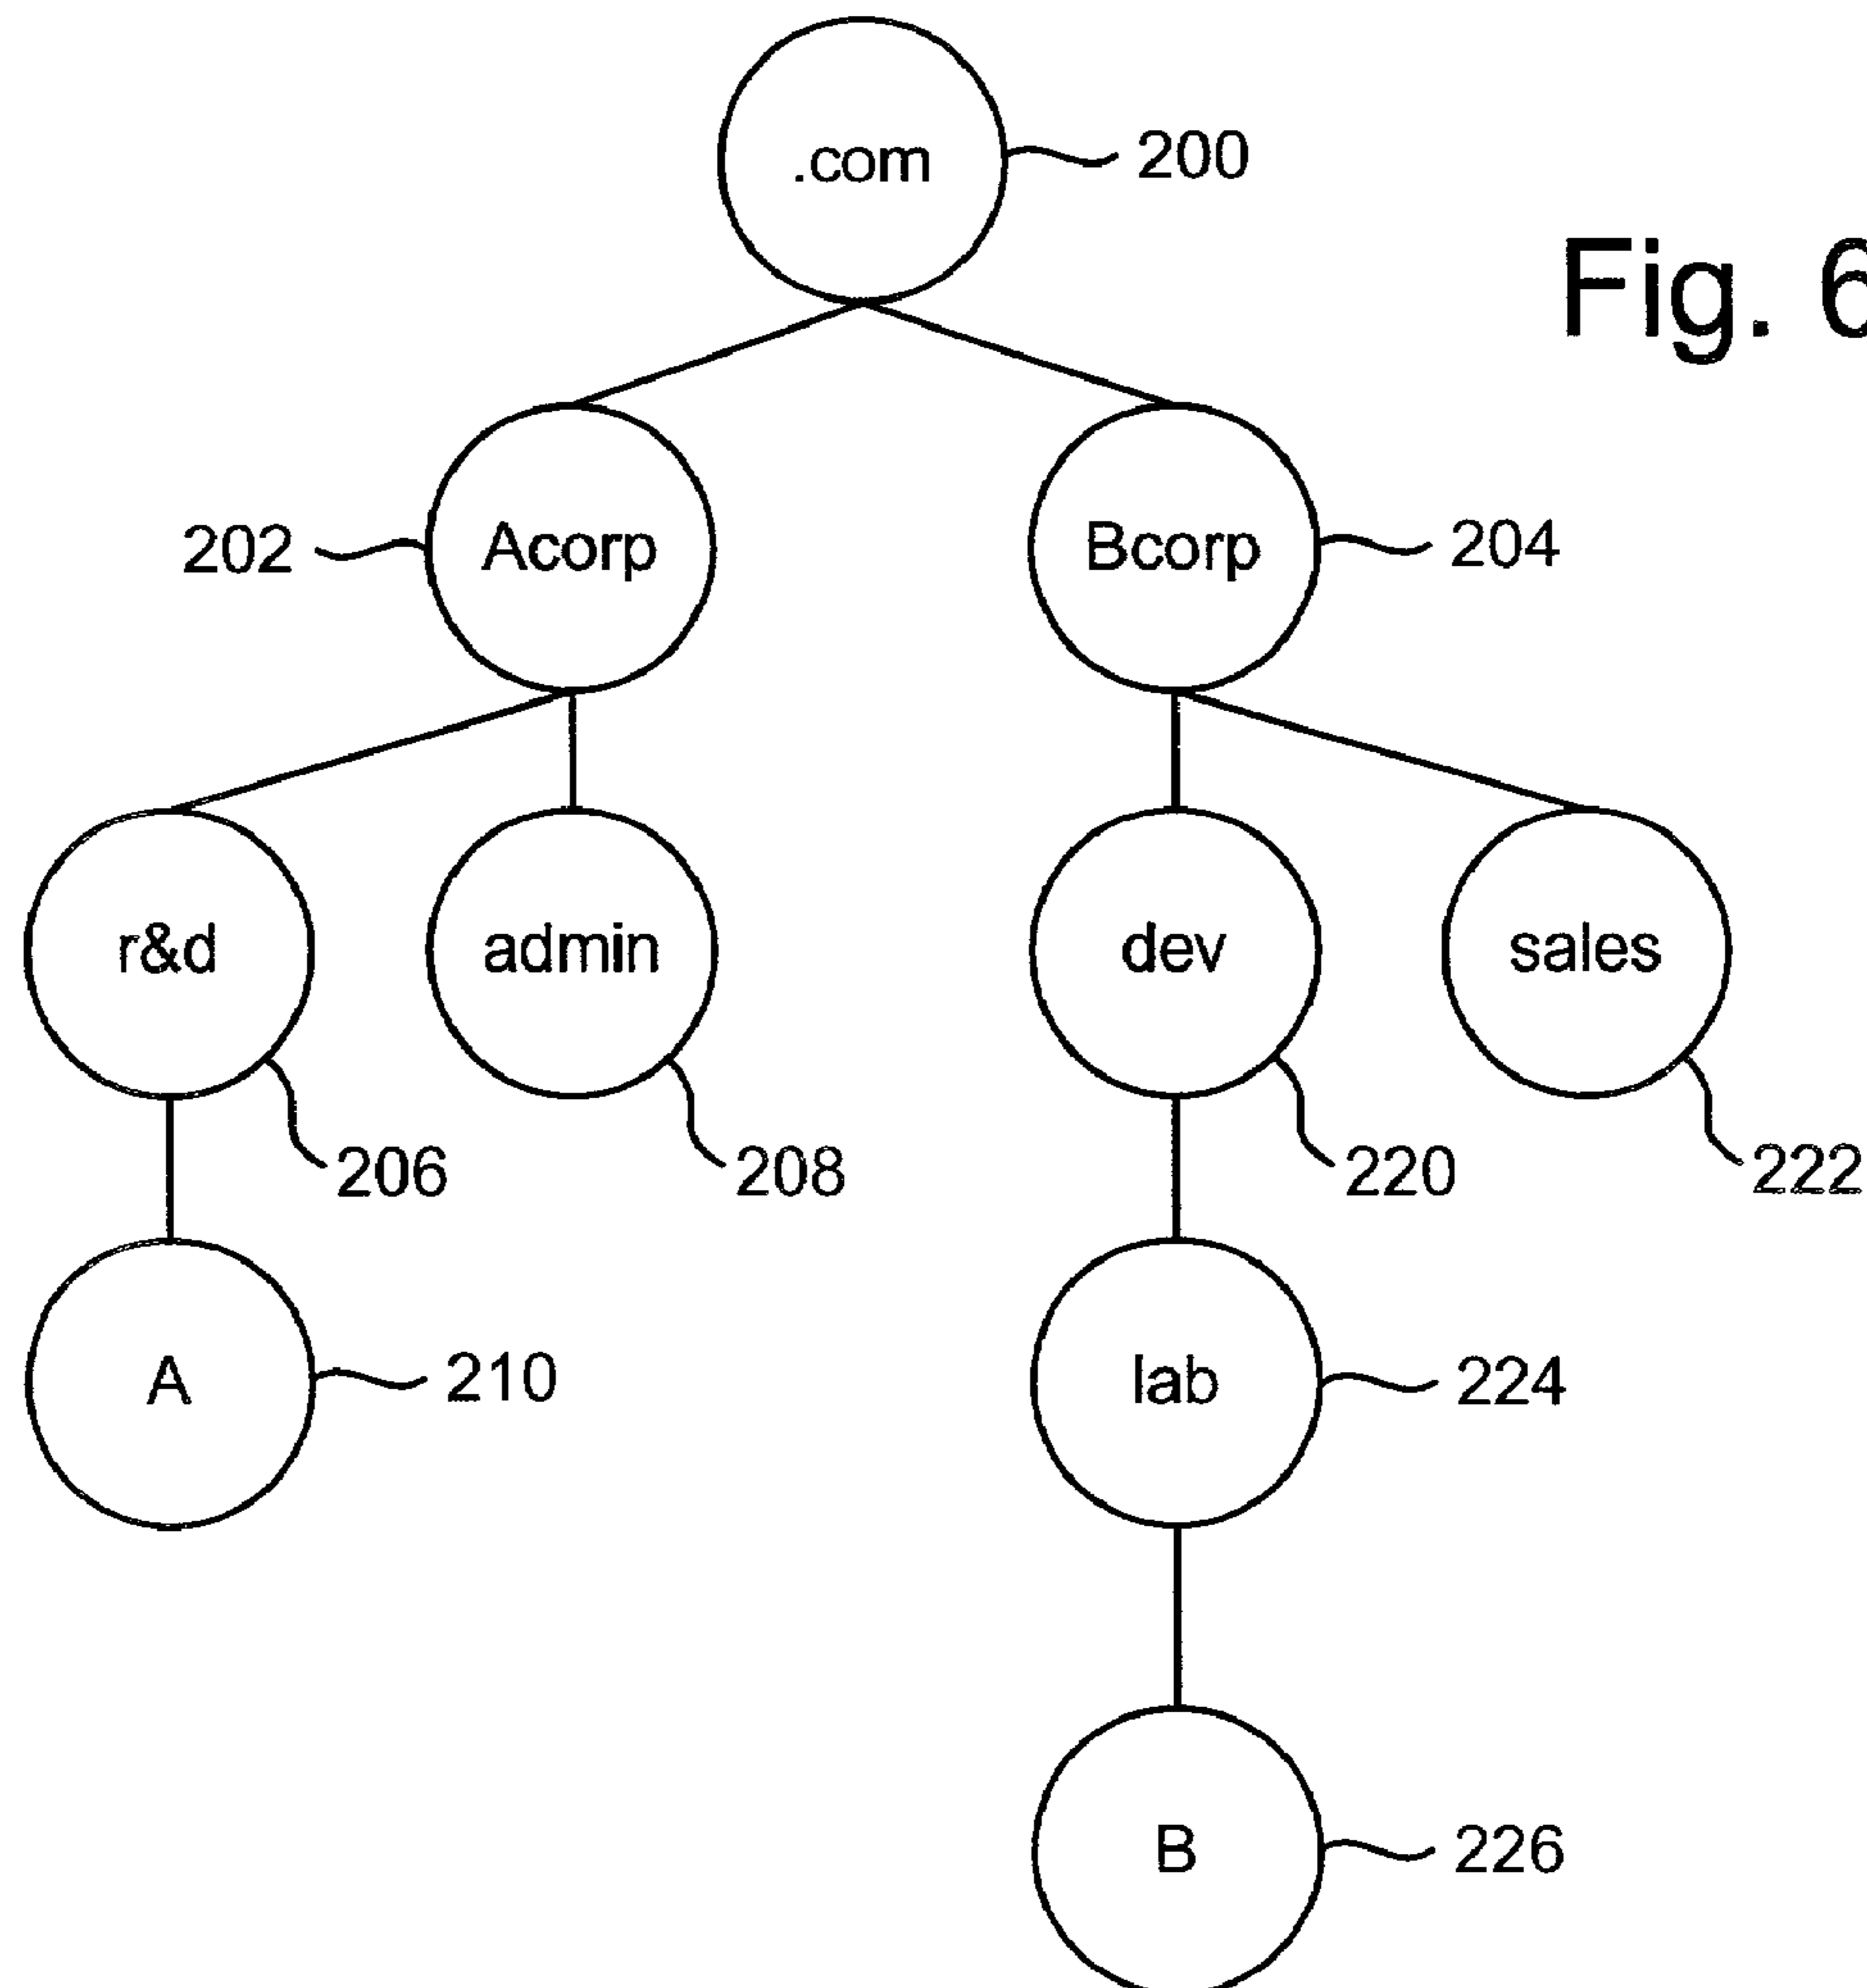 .com
200
Fig. 6
202
Acorp
Bcorp
204
r&d
admin
dev
sales
206
208
220
222
A
210
lab
224
B
226